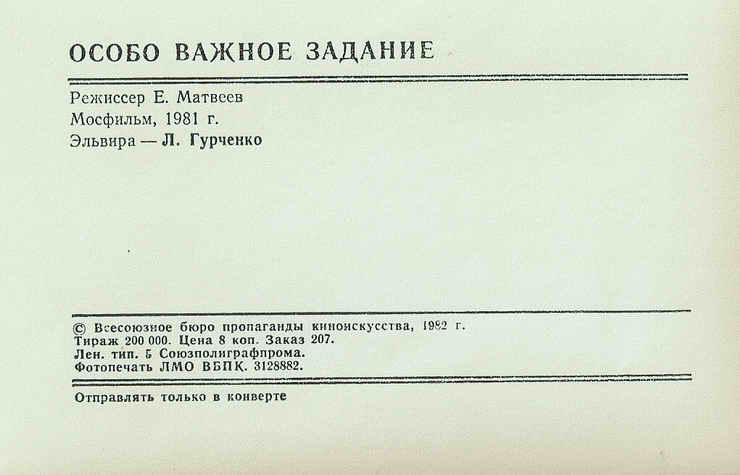 ОСОБО ВАЖНОЕ ЗАДАНИЕ
Режиссер Е. Матвеев
Мосфильм, 1981 г.
Эльвира — Л. Гурченко
© Всесоюзное бюро пропаганды киноискусства, 1982 г.
Тираж 200 000. Цена 8 коп. Заказ 207.
Лен. тип. 5 Союзполиграфпрома.
Фотопечать ЛМО ВБПК. 3128882.
Отправлять только в конверте